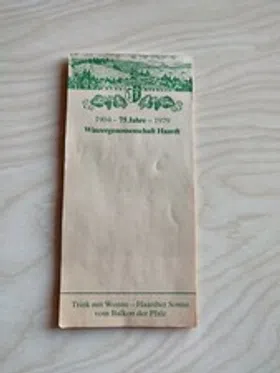 1904 – 75 Jahre – 1979
Winzergenossenschaft Haardt
Trink mit Wonne – Haardter Sonne
vom Balkon der Pfalz